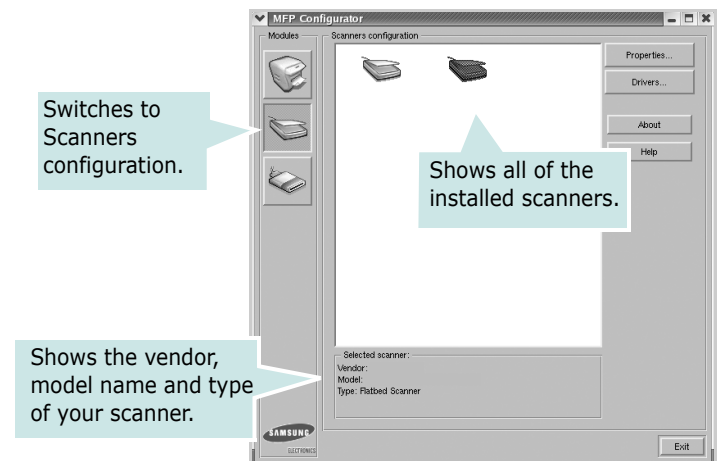 MFP Configurator
Modules
Scanners configuration
Properties...
Drivers...
About
Help
Switches to
Scanners
configuration.
Shows all of the
installed scanners.
Selected scanner:
Vendor:
Model:
Type: Flatbed Scanner
Shows the vendor,
model name and type
of your scanner.
SAMSUNG
ELECTRONICS
Exit